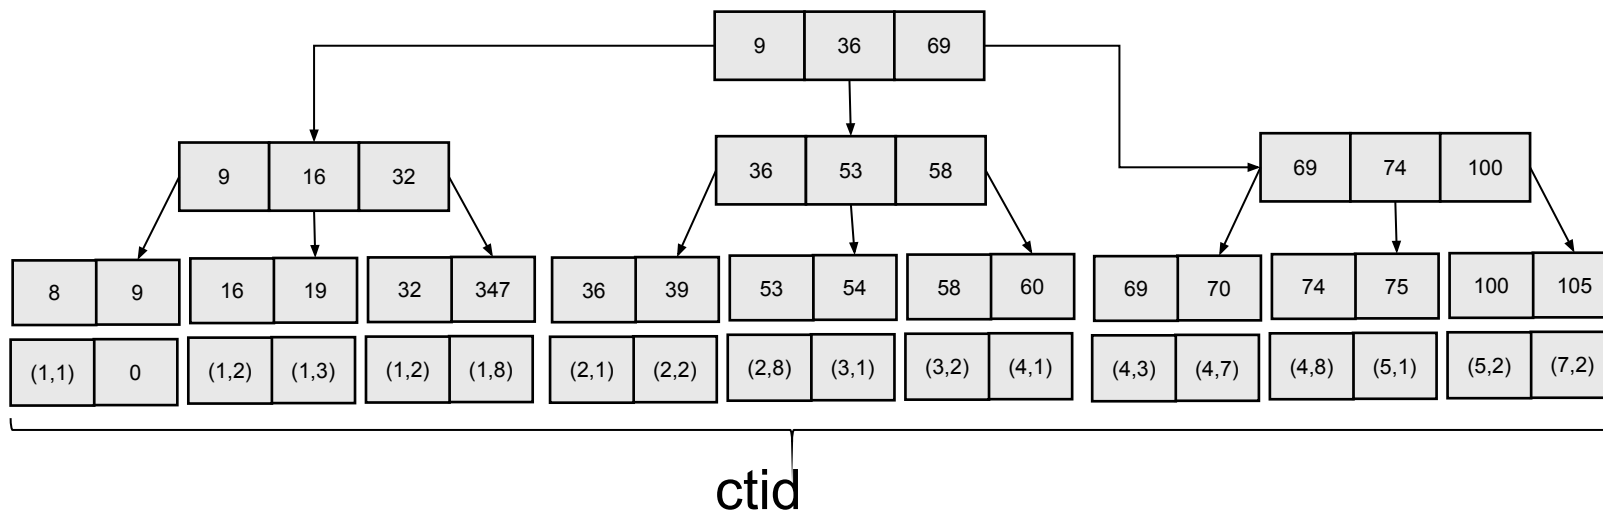 9 36 69
9 16 32
36 53 58
69 74 100
8 9 16 19 32 347 36 39 53 54 58 60 69 70 74 75 100 105
(1,1) 0 (1,2) (1,3) (1,2) (1,8) (2,1) (2,2) (2,8) (3,1) (3,2) (4,1) (4,3) (4,7) (4,8) (5,1) (5,2) (7,2)
ctid